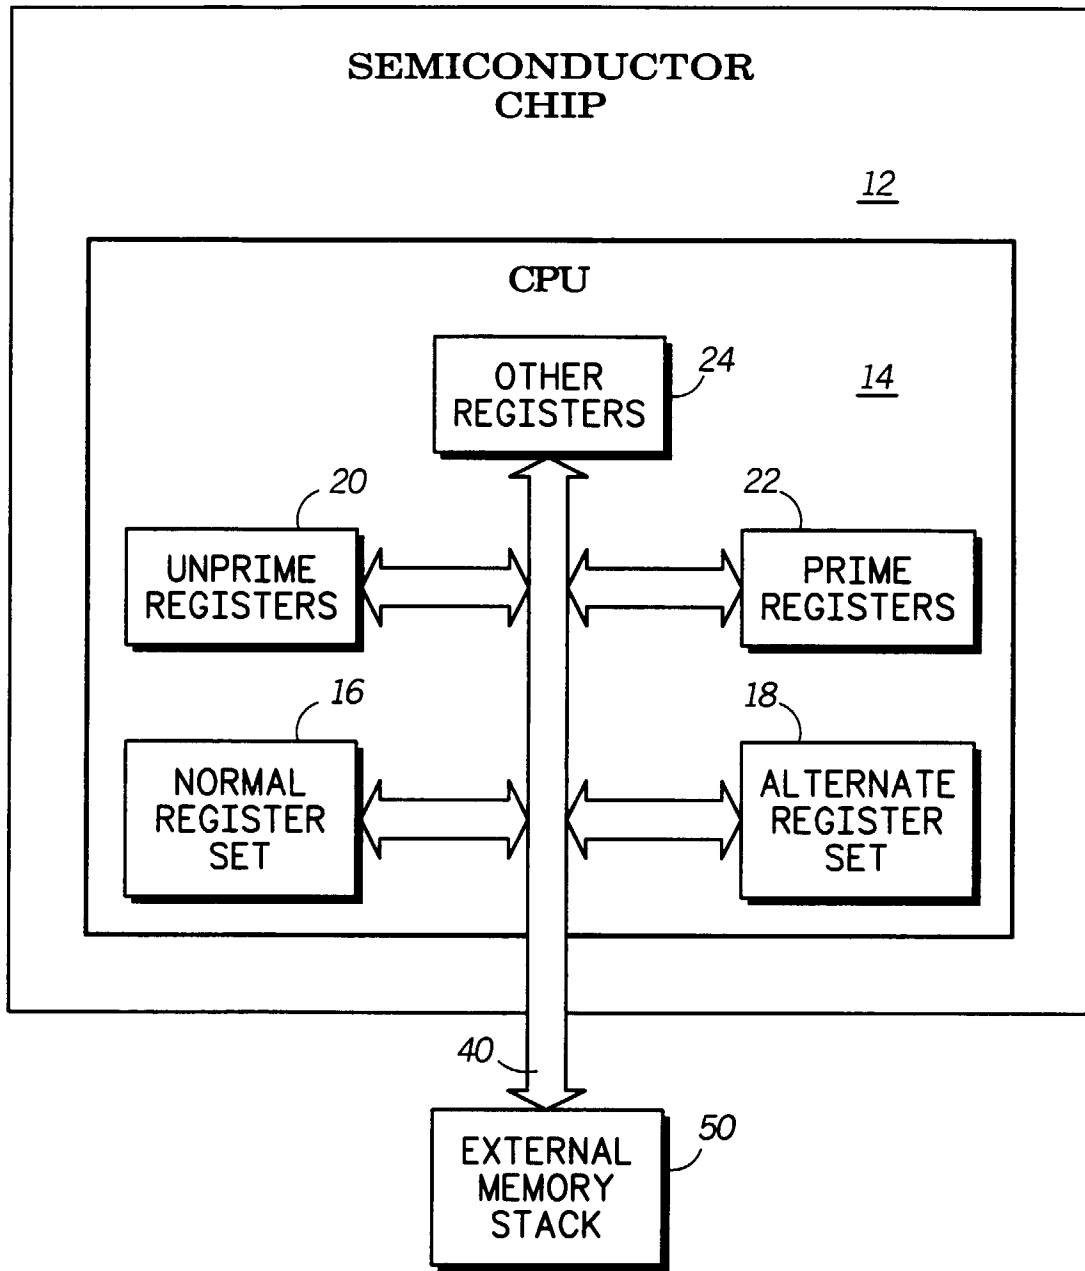 SEMICONDUCTOR
CHIP
12
CPU
14
OTHER
REGISTERS
24
20
UNPRIME
REGISTERS
22
PRIME
REGISTERS
16
NORMAL
REGISTER
SET
18
ALTERNATE
REGISTER
SET
40
50
EXTERNAL
MEMORY
STACK